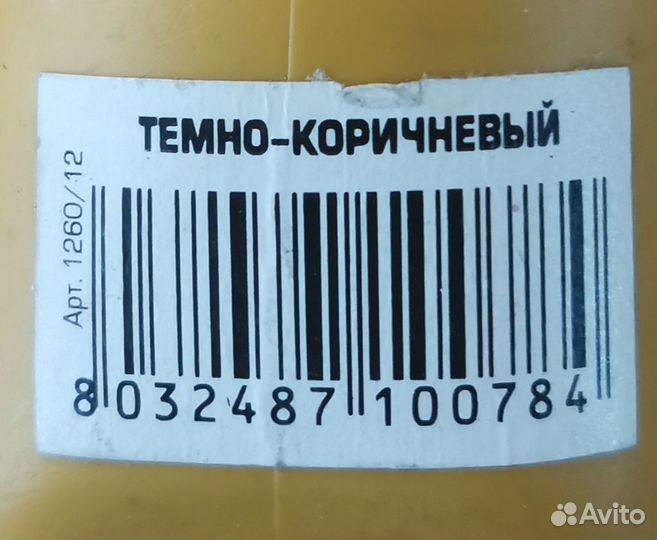 ТЕМНО-КОРИЧНЕВЫЙ
Арт. 1260/12
8 032487 100784
Avito